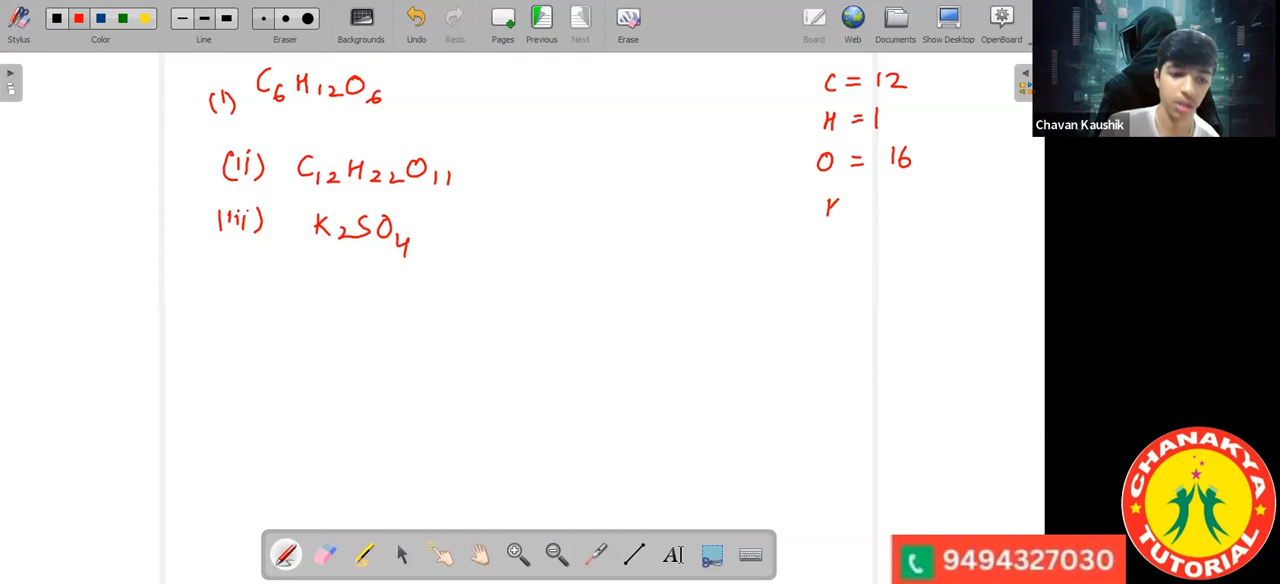 Stylus Color Line Eraser Backgrounds Undo Redo Pages Previous Next Erase Board Web Documents Show Desktop OpenBoard
(i) C6H12O6
(ii) C12H22O11
(iii) K2SO4
C = 12
H = 1
O = 16
Chavan Kaushik
CHANAKYA
TUTORIAL
9494327030